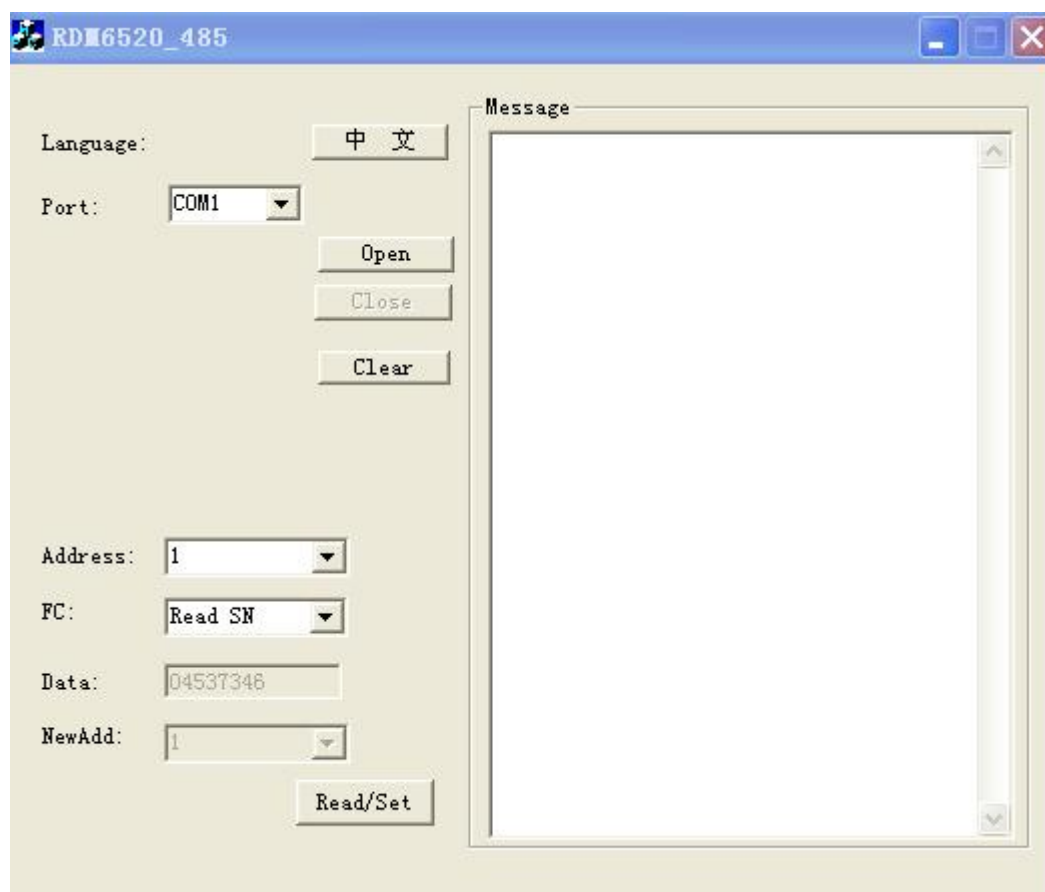 RDM6520_485
Language:
中 文
Port:
COM1
Open
Close
Clear
Address:
1
FC:
Read SN
Data:
04537346
NewAdd:
1
Read/Set
Message